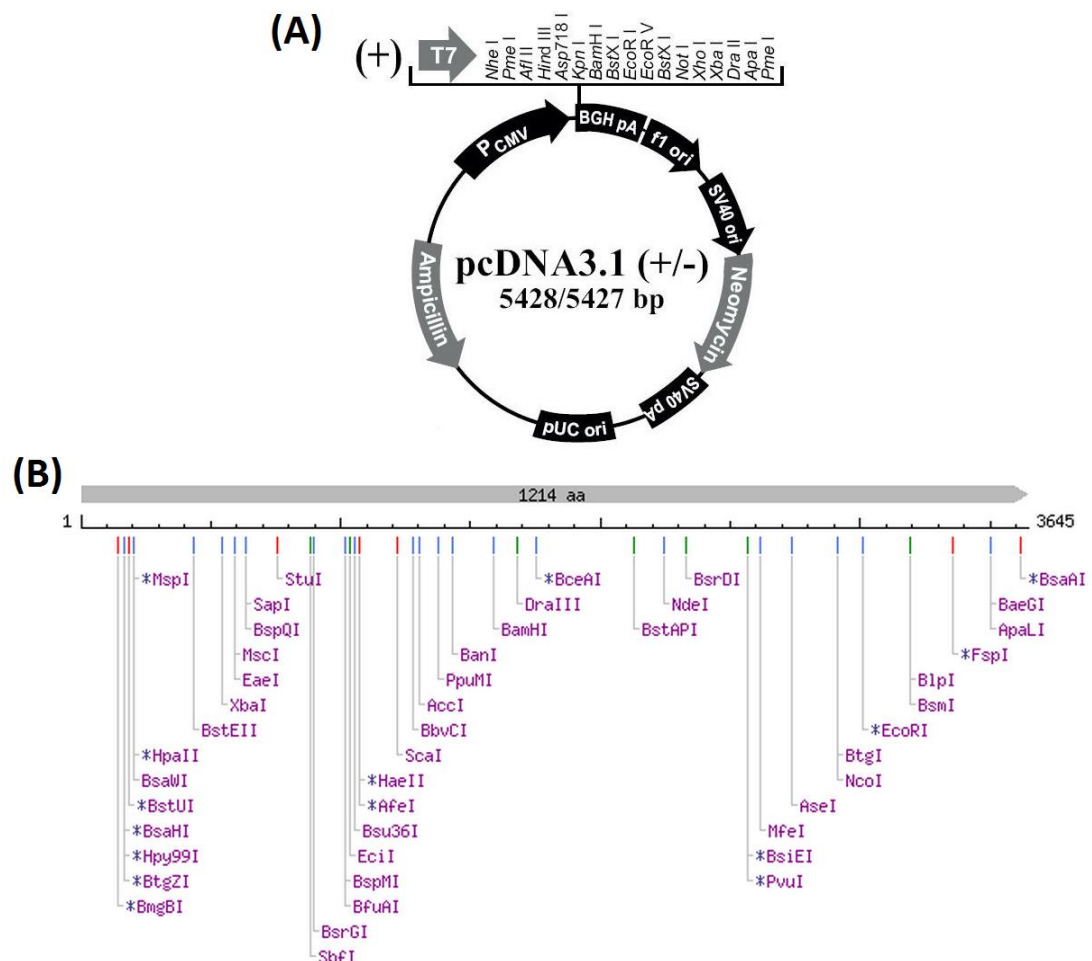 (A)
(+) T7 Nhe I Pme I Afl II Hind III Asp718 I Kpn I BamH I BstX I EcoR I EcoR V BstX I Not I Xho I Xba I Dra II Apa I Pme I
PCMV BGH pA f1 ori
SV40 ori
Ampicillin
pcDNA3.1 (+/-)
5428/5427 bp
Neomycin
SV40 pA
pUC ori
(B)
1214 aa
1 3645
*MspI StuI *BceAI BsrDI *BsaAI
SapI DraIII NdeI BaeGI
BspQI BamHI BstAPI ApaLI
MscI BanI *FspI
EaeI PpuMI BlpI
XbaI AccI BsmI
BstEII BbvCI *EcoRI
*HpaII ScaI BtgI
BsaWI *HaeII NcoI
*BstUI *AfeI AseI
*BsaHI Bsu36I MfeI
*Hpy99I EciI *BsiEI
*BtgZI BspMI *PvuI
*BmgBI BfuAI
BsrGI
SbfI